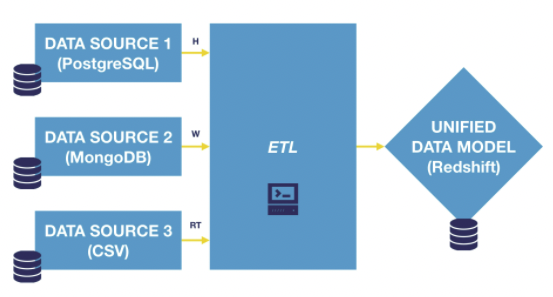 DATA SOURCE 1
(PostgreSQL)
H
DATA SOURCE 2
(MongoDB)
W
DATA SOURCE 3
(CSV)
RT
ETL
UNIFIED
DATA MODEL
(Redshift)